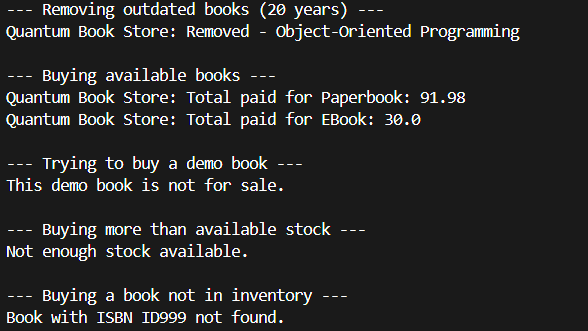 --- Removing outdated books (20 years) ---
Quantum Book Store: Removed - Object-Oriented Programming
--- Buying available books ---
Quantum Book Store: Total paid for Paperbook: 91.98
Quantum Book Store: Total paid for EBook: 30.0
--- Trying to buy a demo book ---
This demo book is not for sale.
--- Buying more than available stock ---
Not enough stock available.
--- Buying a book not in inventory ---
Book with ISBN ID999 not found.